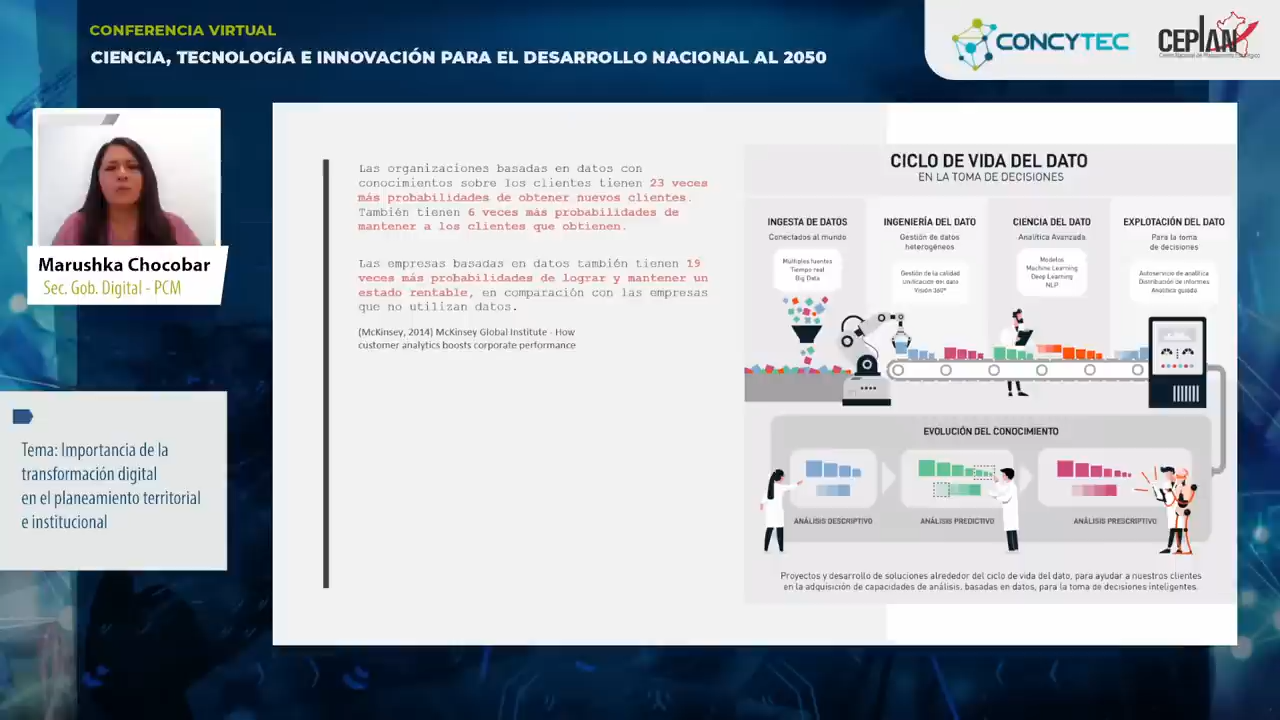 CONFERENCIA VIRTUAL
CIENCIA, TECNOLOGÍA E INNOVACIÓN PARA EL DESARROLLO NACIONAL AL 2050
CONCYTEC
CEPLAN
Centro Nacional de Planeamiento Estratégico
Marushka Chocobar
Sec. Gob. Digital - PCM
Tema: Importancia de la
transformación digital
en el planeamiento territorial
e institucional
Las organizaciones basadas en datos con
conocimientos sobre los clientes tienen 23 veces
más probabilidades de obtener nuevos clientes.
También tienen 6 veces más probabilidades de
mantener a los clientes que obtienen.
Las empresas basadas en datos también tienen 19
veces más probabilidades de lograr y mantener un
estado rentable, en comparación con las empresas
que no utilizan datos.
(McKinsey, 2014) McKinsey Global Institute - How
customer analytics boosts corporate performance
CICLO DE VIDA DEL DATO
EN LA TOMA DE DECISIONES
INGESTA DE DATOS
Conectados al mundo
Múltiples fuentes
Tiempo real
Big Data
INGENIERÍA DEL DATO
Gestión de datos
heterogéneos
Gestión de la calidad
Unificación del dato
Visión 360º
CIENCIA DEL DATO
Analítica Avanzada
Modelos
Machine Learning
Deep Learning
NLP
EXPLOTACIÓN DEL DATO
Para la toma
de decisiones
Autoservicio de analítica
Distribución de informes
Analítica guiada
EVOLUCIÓN DEL CONOCIMIENTO
ANÁLISIS DESCRIPTIVO
ANÁLISIS PREDICTIVO
ANÁLISIS PRESCRIPTIVO
Proyectos y desarrollo de soluciones alrededor del ciclo de vida del dato, para ayudar a nuestros clientes
en la adquisición de capacidades de análisis, basadas en datos, para la toma de decisiones inteligentes.